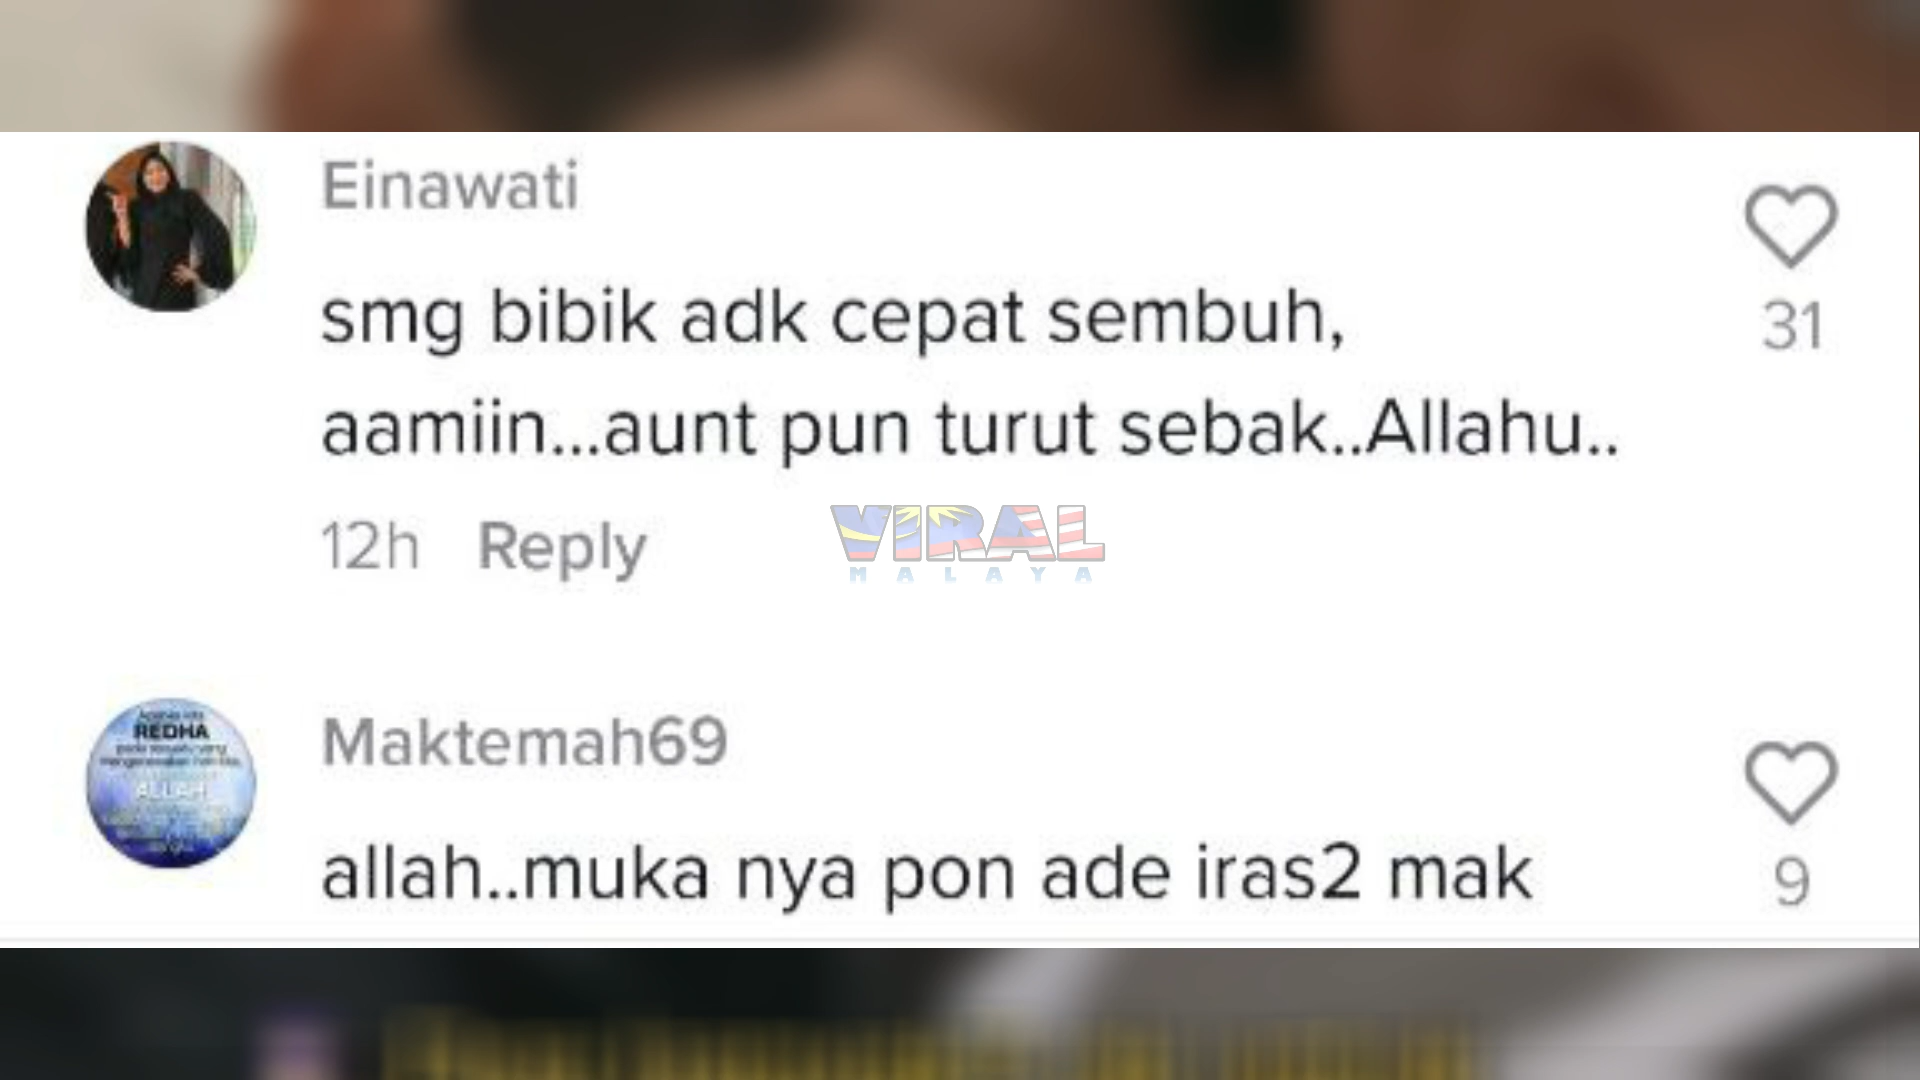 Einawati
smg bibik adk cepat sembuh,
31
aamiin...aunt pun turut sebak..Allahu..
12h Reply
VIRAL
MALAYA
REDHA
ALLAH
Maktemah69
allah..muka nya pon ade iras2 mak
9